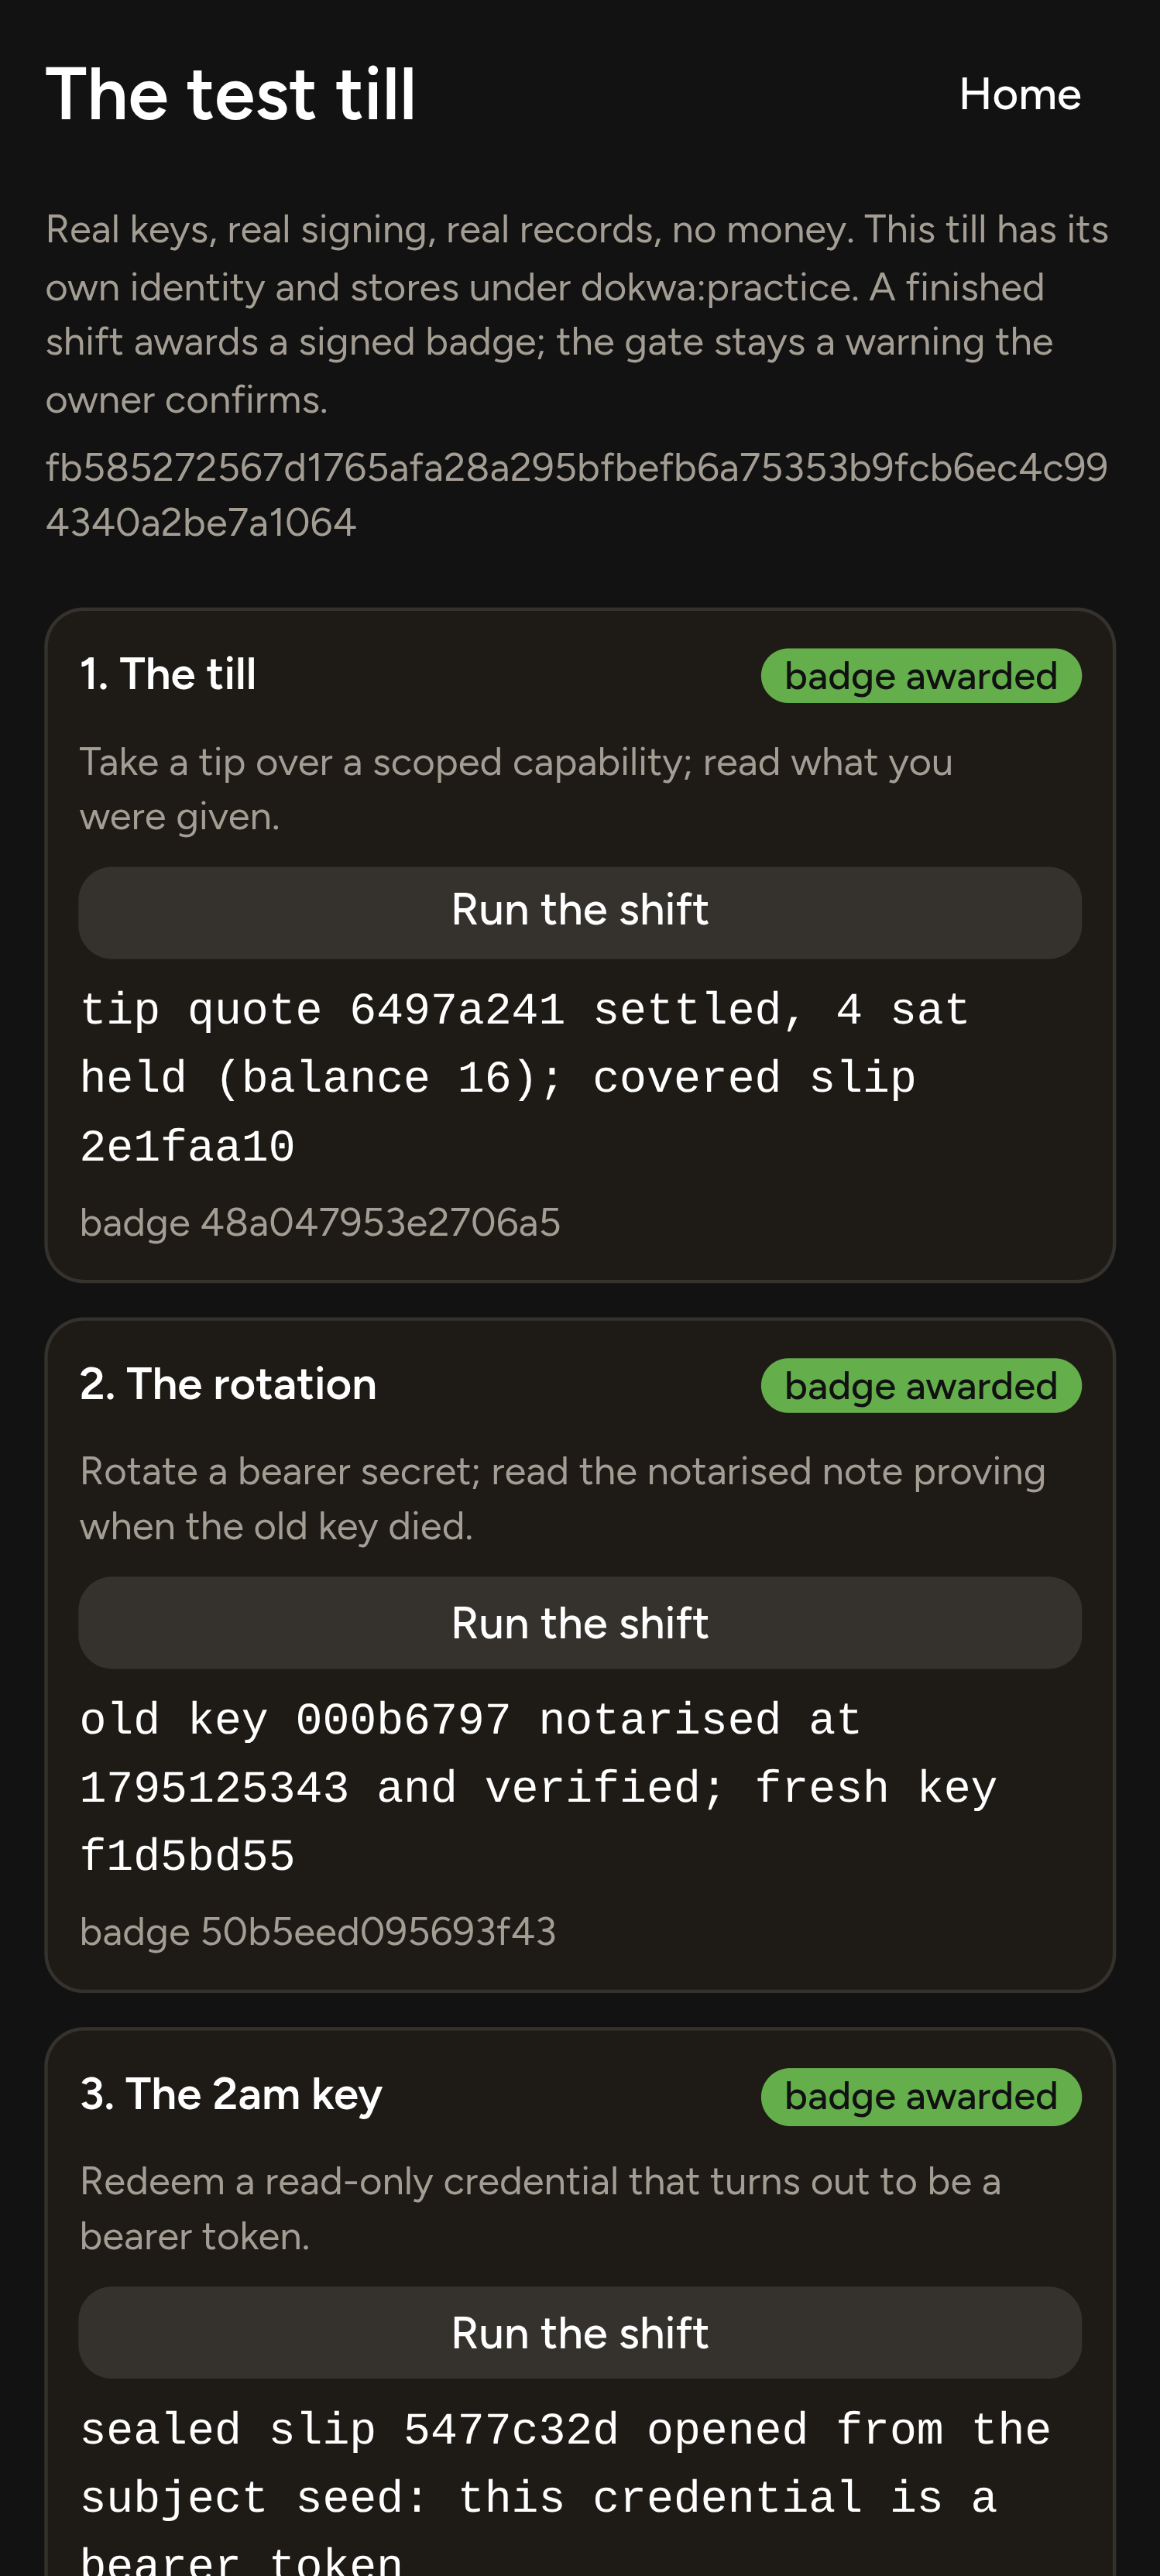 The test till
Home
Real keys, real signing, real records, no money. This till has its
own identity and stores under dokwa:practice. A finished
shift awards a signed badge; the gate stays a warning the
owner confirms.
fb585272567d1765afa28a295bfbefb6a75353b9fcb6ec4c99
4340a2be7a1064
1. The till
badge awarded
Take a tip over a scoped capability; read what you
were given.
Run the shift
tip quote 6497a241 settled, 4 sat
held (balance 16); covered slip
2e1faa10
badge 48a047953e2706a5
2. The rotation
badge awarded
Rotate a bearer secret; read the notarised note proving
when the old key died.
Run the shift
old key 000b6797 notarised at
1795125343 and verified; fresh key
f1d5bd55
badge 50b5eed095693f43
3. The 2am key
badge awarded
Redeem a read-only credential that turns out to be a
bearer token.
Run the shift
sealed slip 5477c32d opened from the
subject seed: this credential is a
bearer token